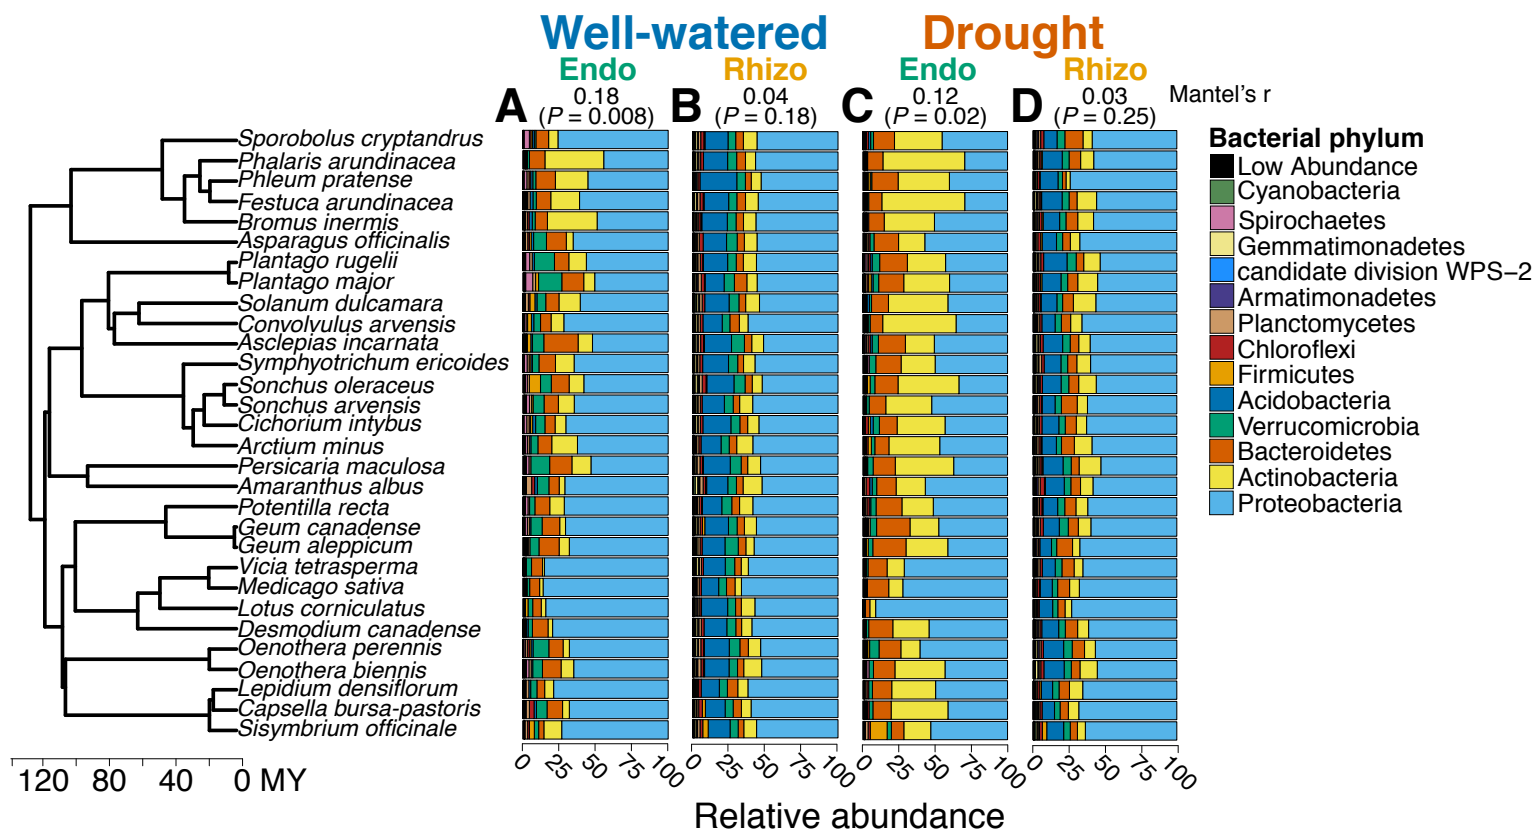 Well-watered Drought
Endo Rhizo Endo Rhizo
A 0.18 B 0.04 C 0.12 D 0.03 Mantel's r
(P = 0.008) (P = 0.18) (P = 0.02) (P = 0.25)
Sporobolus cryptandrus
Phalaris arundinacea
Phleum pratense
Festuca arundinacea
Bromus inermis
Asparagus officinalis
Plantago rugelii
Plantago major
Solanum dulcamara
Convolvulus arvensis
Asclepias incarnata
Symphyotrichum ericoides
Sonchus oleraceus
Sonchus arvensis
Cichorium intybus
Arctium minus
Persicaria maculosa
Amaranthus albus
Potentilla recta
Geum canadense
Geum aleppicum
Vicia tetrasperma
Medicago sativa
Lotus corniculatus
Desmodium canadense
Oenothera perennis
Oenothera biennis
Lepidium densiflorum
Capsella bursa-pastoris
Sisymbrium officinale
Bacterial phylum
Low Abundance
Cyanobacteria
Spirochaetes
Gemmatimonadetes
candidate division WPS−2
Armatimonadetes
Planctomycetes
Chloroflexi
Firmicutes
Acidobacteria
Verrucomicrobia
Bacteroidetes
Actinobacteria
Proteobacteria
120 80 40 0 MY
0 25 50 75 100 0 25 50 75 100 0 25 50 75 100 0 25 50 75 100
Relative abundance